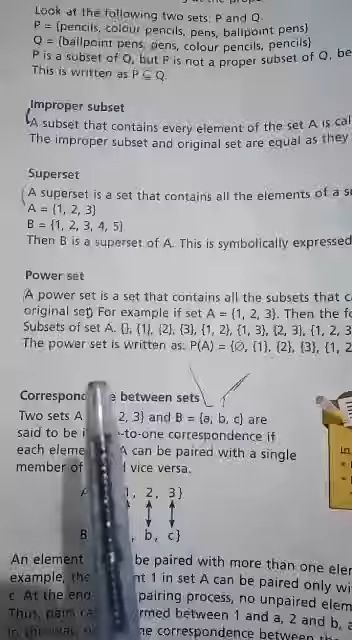 Look at the following two sets: P and Q.
P = {pencils, colour pencils, pens, ballpoint pens}
Q = {ballpoint pens, pens, colour pencils, pencils}
P is a subset of Q, but P is not a proper subset of Q, be
This is written as P ⊆ Q.
Improper subset
A subset that contains every element of the set A is cal
The improper subset and original set are equal as they
Superset
A superset is a set that contains all the elements of a s
A = {1, 2, 3}
B = {1, 2, 3, 4, 5}
Then B is a superset of A. This is symbolically expressed
Power set
A power set is a set that contains all the subsets that c
original set. For example if set A = {1, 2, 3}. Then the fo
Subsets of set A. {}, {1}, {2}, {3}, {1, 2}, {1, 3}, {2, 3}, {1, 2, 3
The power set is written as: P(A) = {∅, {1}, {2}, {3}, {1, 2
Correspon e between sets
Two sets A 2, 3} and B = {a, b, c} are
said to be i -to-one correspondence if
each eleme A can be paired with a single
member of d vice versa.
1, 2, 3}
B , b, c}
An element be paired with more than one eler
example, the nt 1 in set A can be paired only wi
c. At the end pairing process, no unpaired elem
Thus, pairs ca rmed between 1 and a, 2 and b, a
he correspondence between